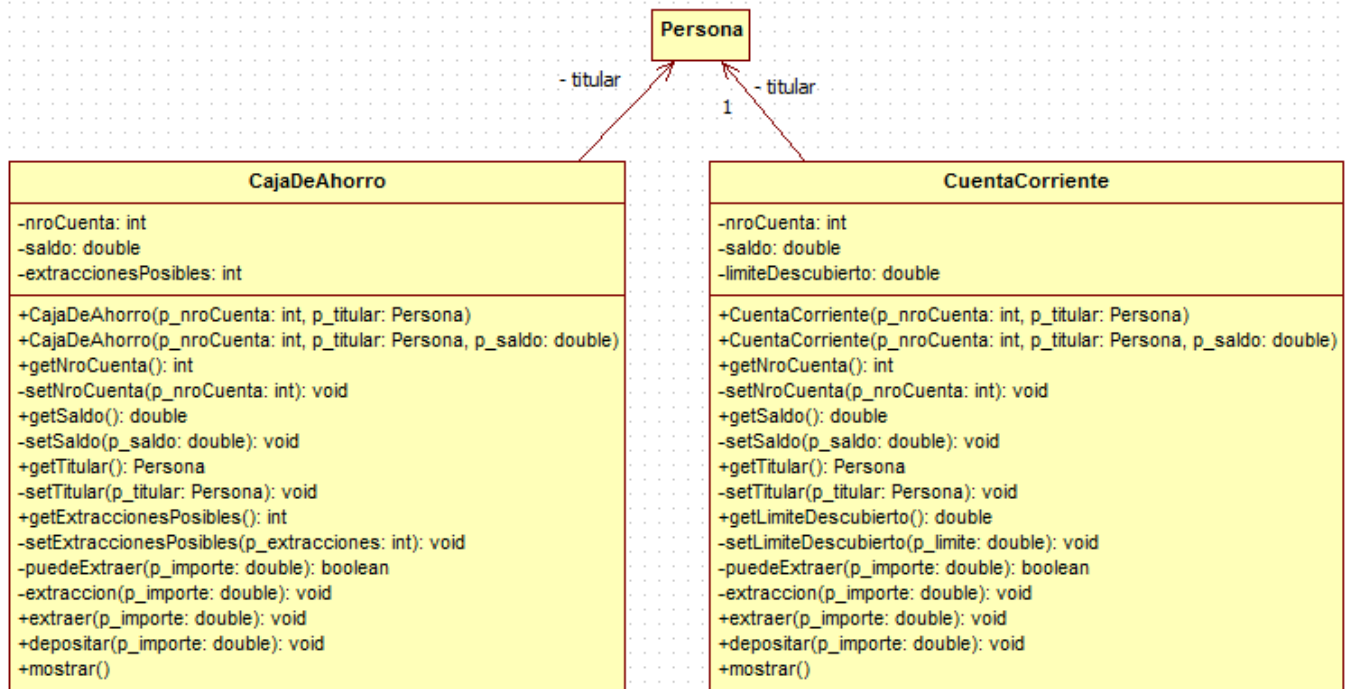 Persona
- titular
- titular
1
CajaDeAhorro
-nroCuenta: int
-saldo: double
-extraccionesPosibles: int
+CajaDeAhorro(p_nroCuenta: int, p_titular: Persona)
+CajaDeAhorro(p_nroCuenta: int, p_titular: Persona, p_saldo: double)
+getNroCuenta(): int
-setNroCuenta(p_nroCuenta: int): void
+getSaldo(): double
-setSaldo(p_saldo: double): void
+getTitular(): Persona
-setTitular(p_titular: Persona): void
+getExtraccionesPosibles(): int
-setExtraccionesPosibles(p_extracciones: int): void
-puedeExtraer(p_importe: double): boolean
-extraccion(p_importe: double): void
+extraer(p_importe: double): void
+depositar(p_importe: double): void
+mostrar()
CuentaCorriente
-nroCuenta: int
-saldo: double
-limiteDescubierto: double
+CuentaCorriente(p_nroCuenta: int, p_titular: Persona)
+CuentaCorriente(p_nroCuenta: int, p_titular: Persona, p_saldo: double)
+getNroCuenta(): int
-setNroCuenta(p_nroCuenta: int): void
+getSaldo(): double
-setSaldo(p_saldo: double): void
+getTitular(): Persona
-setTitular(p_titular: Persona): void
+getLimiteDescubierto(): double
-setLimiteDescubierto(p_limite: double): void
-puedeExtraer(p_importe: double): boolean
-extraccion(p_importe: double): void
+extraer(p_importe: double): void
+depositar(p_importe: double): void
+mostrar()